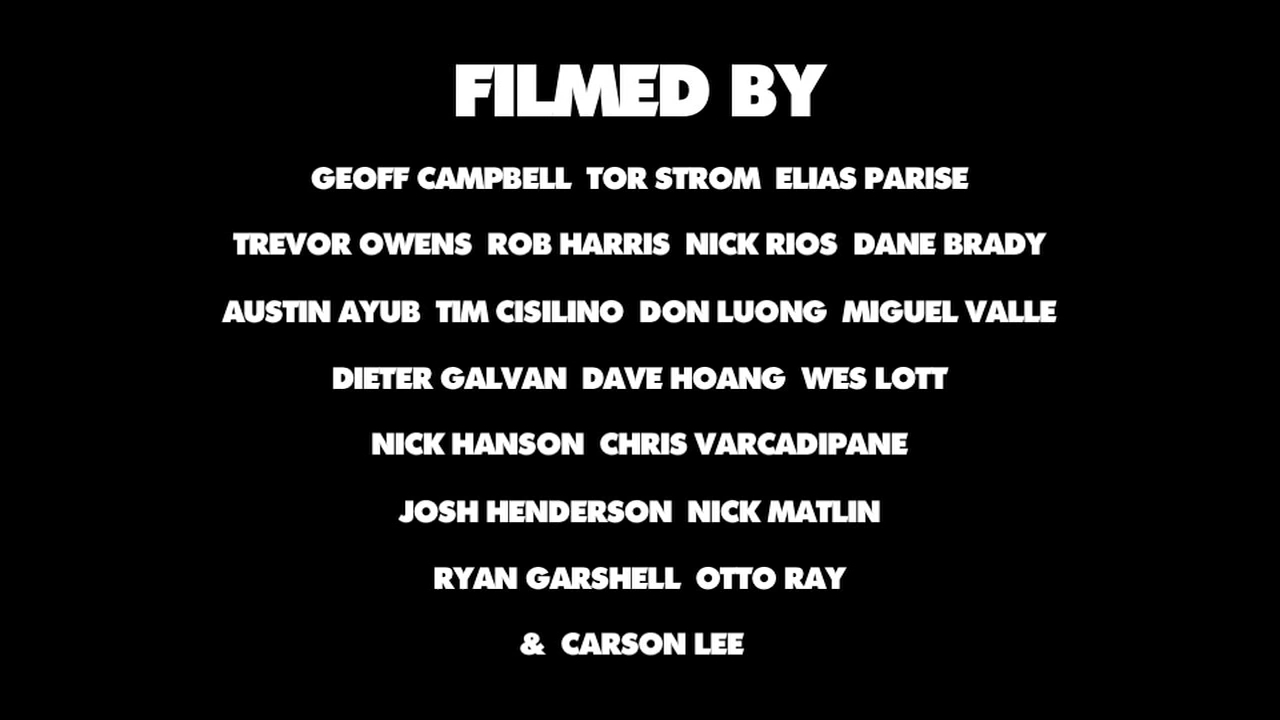 FILMED BY
GEOFF CAMPBELL TOR STROM ELIAS PARISE
TREVOR OWENS ROB HARRIS NICK RIOS DANE BRADY
AUSTIN AYUB TIM CISILINO DON LUONG MIGUEL VALLE
DIETER GALVAN DAVE HOANG WES LOTT
NICK HANSON CHRIS VARCADIPANE
JOSH HENDERSON NICK MATLIN
RYAN GARSHELL OTTO RAY
& CARSON LEE